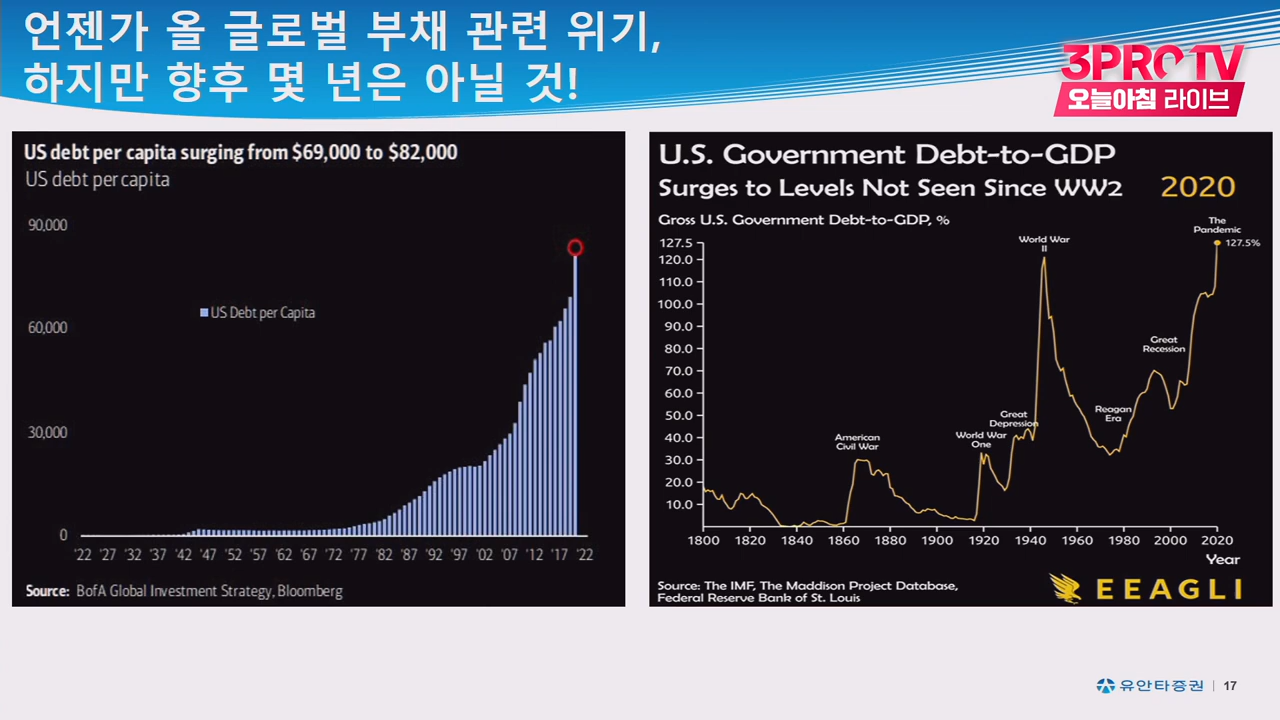 언젠가 올 글로벌 부채 관련 위기,
하지만 향후 몇 년은 아닐 것!
3PROTV
오늘아침 라이브
US debt per capita surging from $69,000 to $82,000
US debt per capita
90,000
60,000
30,000
0
US Debt per Capita
'22 '27 '32 '37 '42 '47 '52 '57 '62 '67 '72 '77 '82 '87 '92 '97 '02 '07 '12 '17 '22
Source: BofA Global Investment Strategy, Bloomberg
U.S. Government Debt-to-GDP
Surges to Levels Not Seen Since WW2 2020
Gross U.S. Government Debt-to-GDP, %
127.5
120.0
110.0
100.0
90.0
80.0
70.0
60.0
50.0
40.0
30.0
20.0
10.0
American
Civil War
World War
One
Great
Depression
World War
II
Reagan
Era
Great
Recession
The
Pandemic
127.5%
1800 1820 1840 1860 1880 1900 1920 1940 1960 1980 2000 2020
Year
Source: The IMF, The Maddison Project Database,
Federal Reserve Bank of St. Louis
EEAGLI
유안타증권 | 17